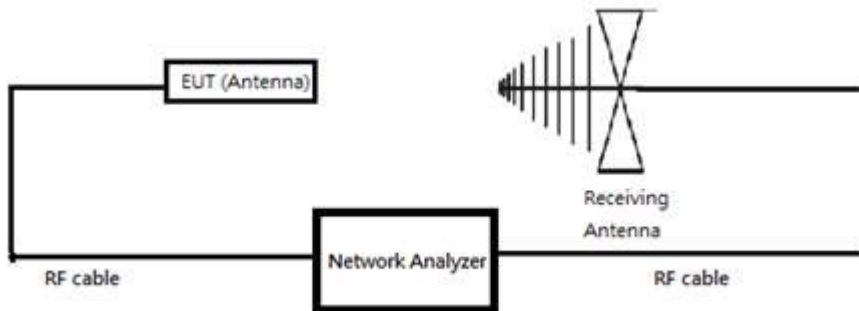 EUT (Antenna)
Receiving
Antenna
Network Analyzer
RF cable
RF cable